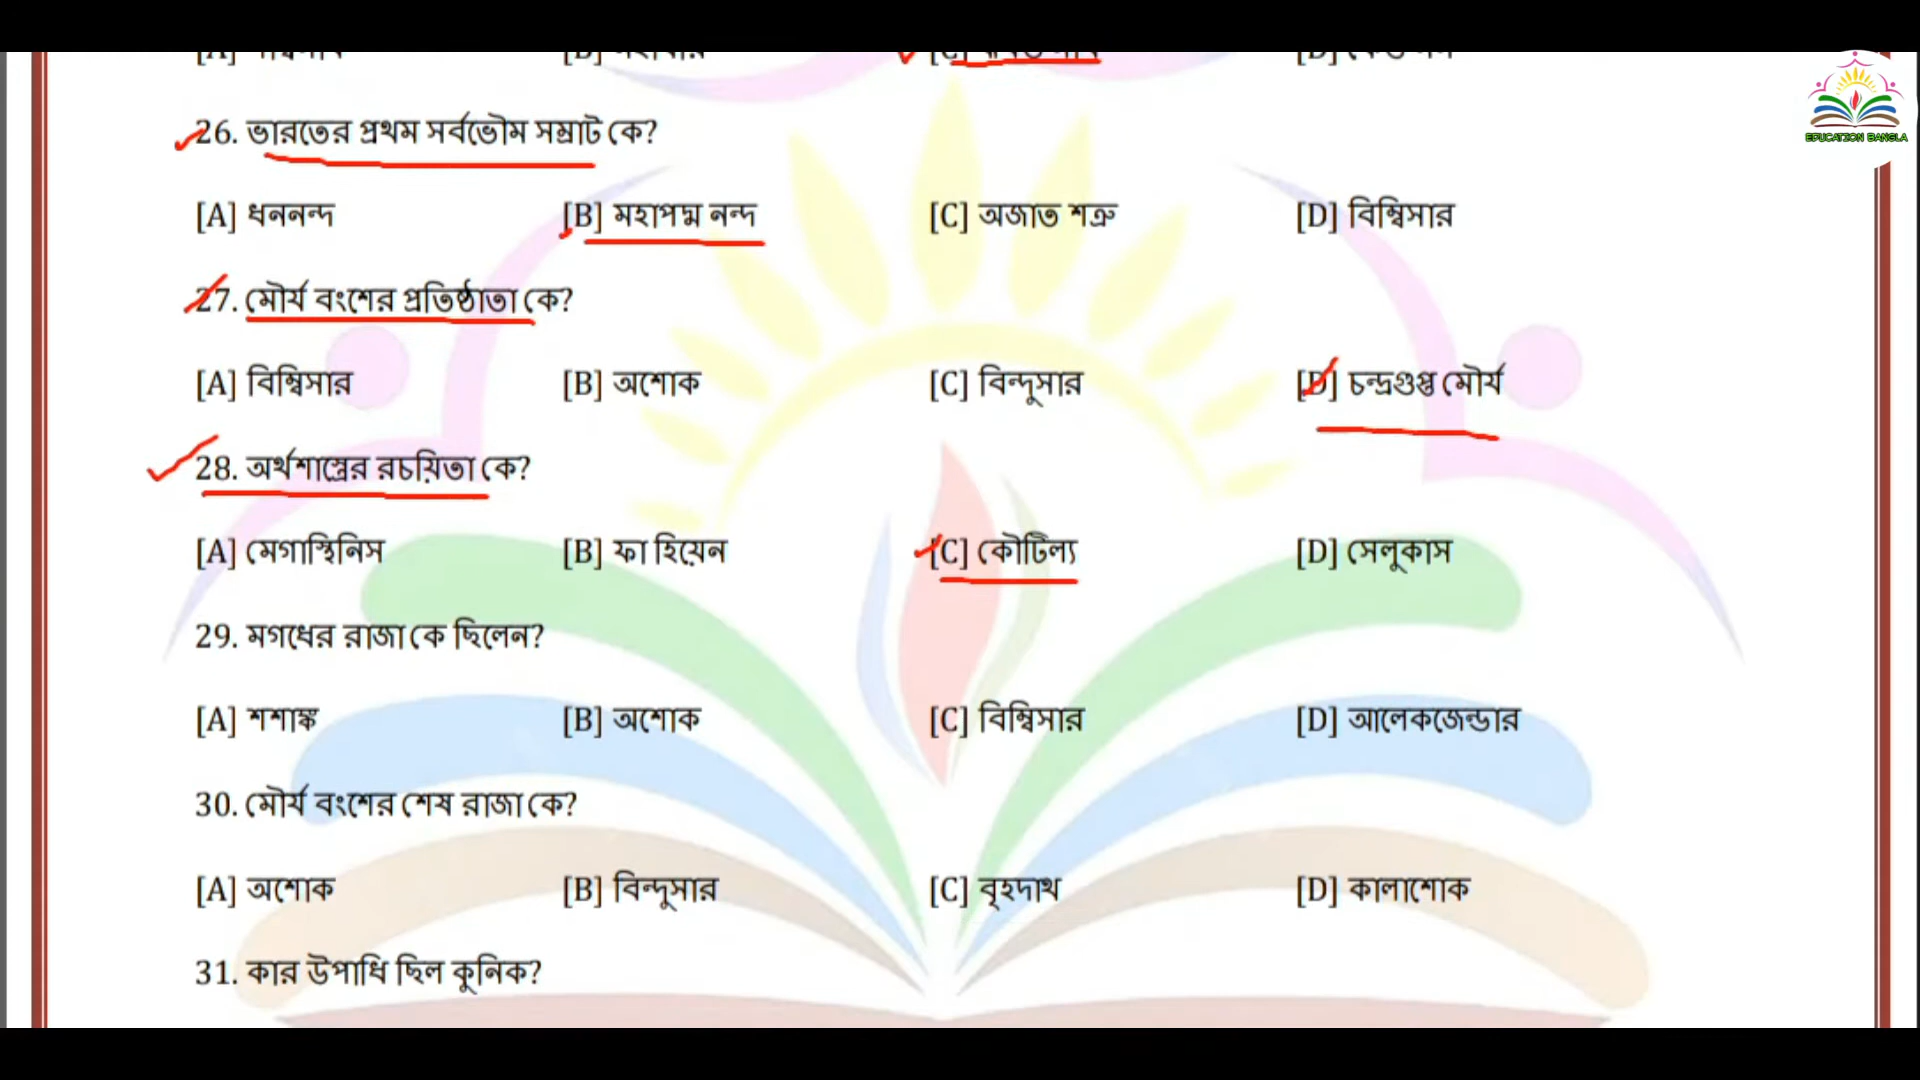 EDUCATION BANGLA
26. ভারতের প্রথম সর্বভৌম সম্রাট কে?
[A] ধননন্দ [B] মহাপদ্ম নন্দ [C] অজাত শত্রু [D] বিম্বিসার
27. মৌর্য বংশের প্রতিষ্ঠাতা কে?
[A] বিম্বিসার [B] অশোক [C] বিন্দুসার [D] চন্দ্রগুপ্ত মৌর্য
28. অর্থশাস্ত্রের রচয়িতা কে?
[A] মেগাস্থিনিস [B] ফা হিয়েন [C] কৌটিল্য [D] সেলুকাস
29. মগধের রাজা কে ছিলেন?
[A] শশাঙ্ক [B] অশোক [C] বিম্বিসার [D] আলেকজেন্ডার
30. মৌর্য বংশের শেষ রাজা কে?
[A] অশোক [B] বিন্দুসার [C] বৃহদাথ [D] কালাশোক
31. কার উপাধি ছিল কুনিক?